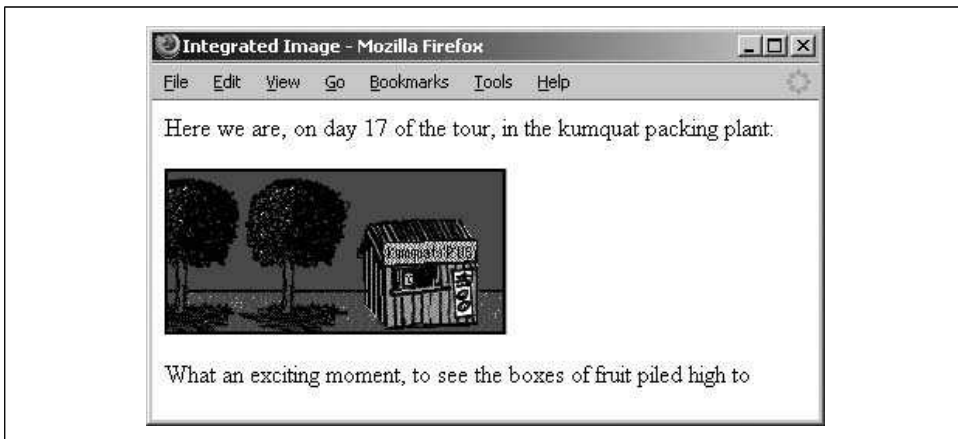 Integrated Image - Mozilla Firefox
File Edit View Go Bookmarks Tools Help
Here we are, on day 17 of the tour, in the kumquat packing plant:
What an exciting moment, to see the boxes of fruit piled high to